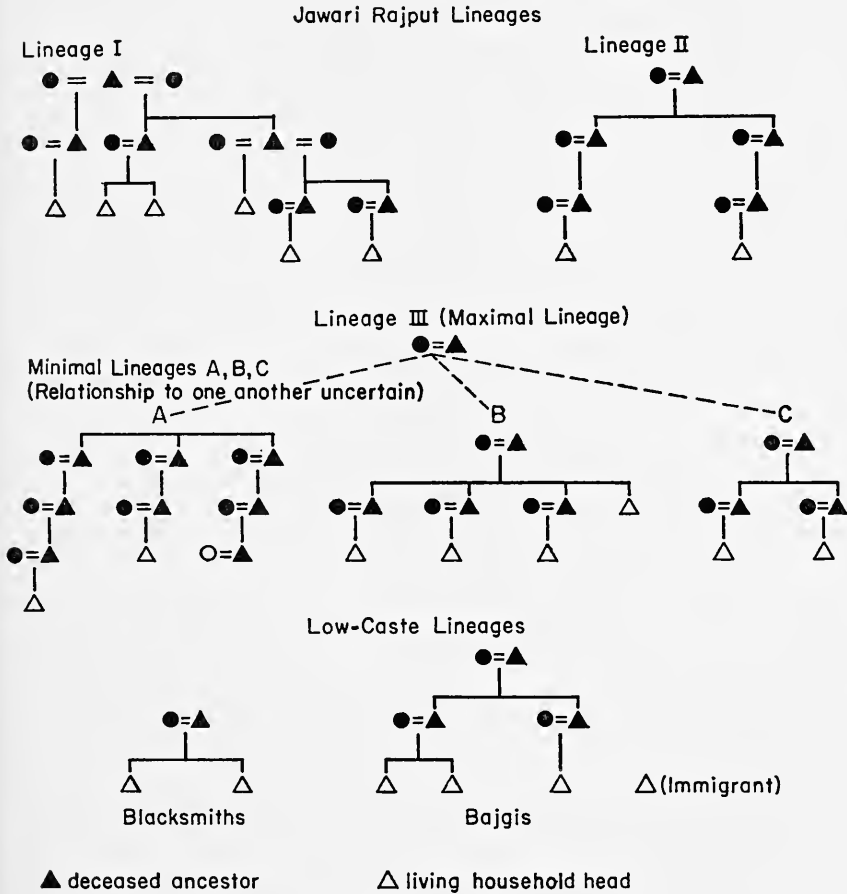 Jawari Rajput Lineages
Lineage I
Lineage II
Lineage III (Maximal Lineage)
Minimal Lineages A, B, C
(Relationship to one another uncertain)
A
B
C
Low-Caste Lineages
(Immigrant)
Blacksmiths
Bajgis
deceased ancestor
living household head